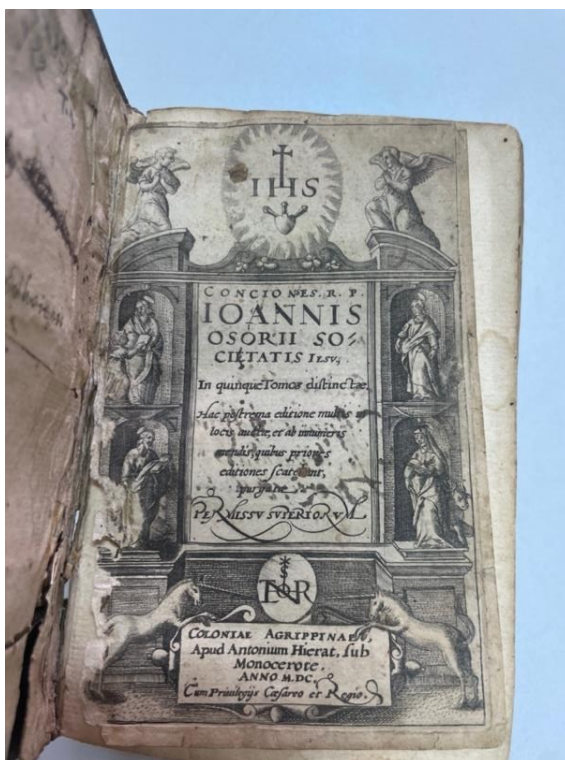 IHS
CONCIONES. R. P.
IOANNIS
OSORII SO-
CIETATIS IESV.
In quinque Tomos distinctæ.
Hac postrema editione multis in
locis auctæ, et ab innumeris
mendis, quibus priores
editiones scatebant,
purgatæ.
PERMISSV SVPERIORVM
COLONIAE AGRIPPINAE,
Apud Antonium Hierat, sub
Monocerote.
ANNO M.DC.
Cum Privilegijs Cæsareo et Regio.